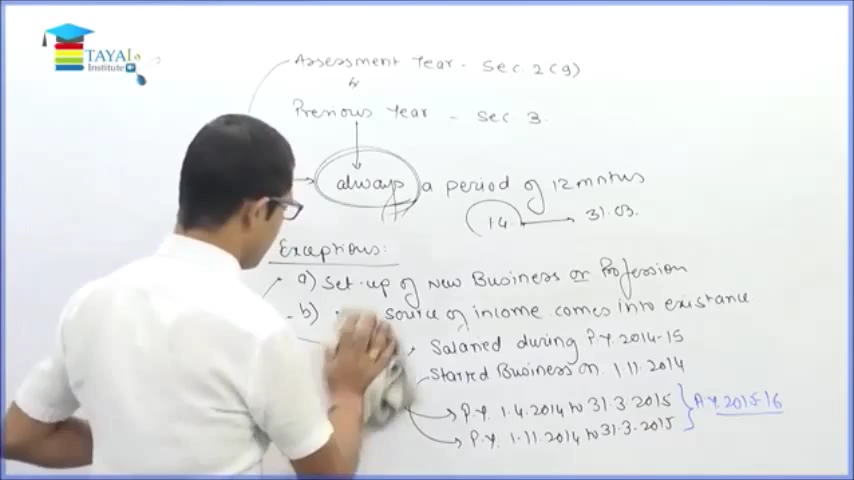 TAYAL
Institute
Assessment Year - Sec. 2(9)
Previous Year - Sec 3.
always a period of 12 months
14 31.03.
Exceptions:
a) Set-up of New Business or Profession
b) source of income comes into existance
Salaried during P.Y. 2014-15
Started Business on 1.11.2014
P.Y. 1.4.2014 to 31.3.2015 A.Y. 2015-16
P.Y. 1.11.2014 to 31.3.2015